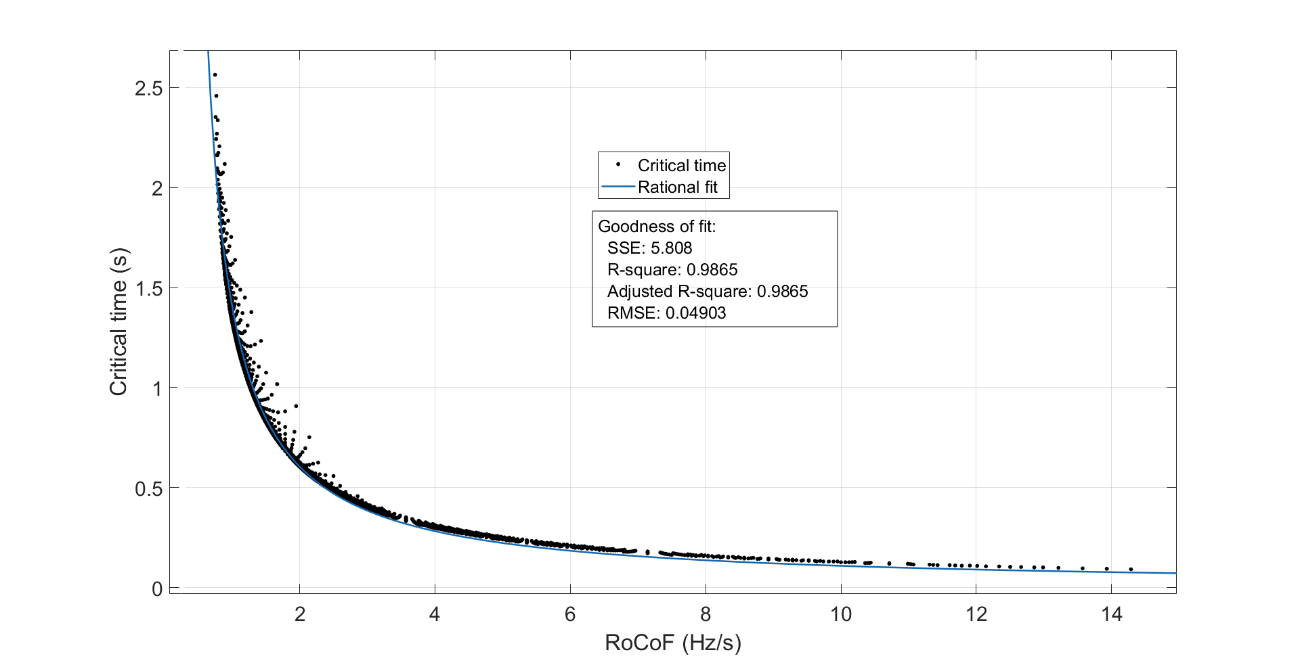 2.5
2
1.5
1
0.5
0
Critical time (s)
Critical time
Rational fit
Goodness of fit:
SSE: 5.808
R-square: 0.9865
Adjusted R-square: 0.9865
RMSE: 0.04903
2 4 6 8 10 12 14
RoCoF (Hz/s)